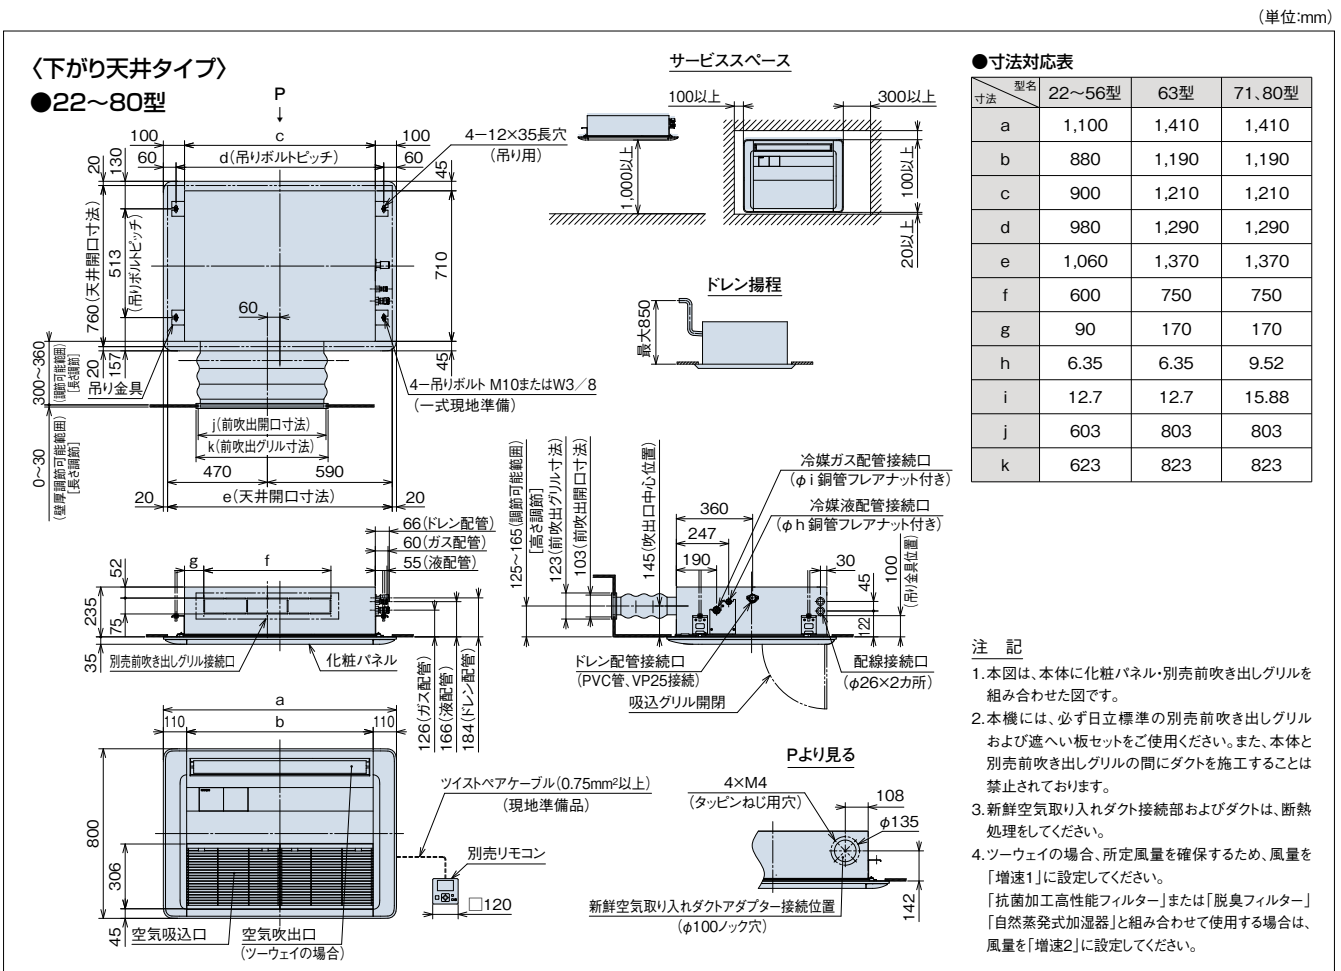 （単位:mm）
〈下がり天井タイプ〉
●22～80型
P
100
c
100
60
d（吊りボルトピッチ）
60
4－12×35長穴
（吊り用）
20
130
45
760（天井開口寸法）
513
（吊りボルトピッチ）
710
60
20
157
45
300～360
（調節可能範囲）
［長さ調節］
吊り金具
4－吊りボルト M10またはW3／8
（一式現地準備）
0～30
（壁厚調節可能範囲）
［長さ調節］
j（前吹出開口寸法）
k（前吹出グリル寸法）
470
590
20
e（天井開口寸法）
20
サービススペース
100以上
300以上
1,000以上
100以上
20以上
ドレン揚程
最大850
66（ドレン配管）
60（ガス配管）
55（液配管）
g
f
52
235
75
35
別売前吹き出しグリル接続口
化粧パネル
126（ガス配管）
166（液配管）
184（ドレン配管）
125～165（調節可能範囲）
［高さ調節］
123（前吹出グリル寸法）
103（前吹出開口寸法）
145（吹出口中心位置）
冷媒ガス配管接続口
（φi 銅管フレアナット付き）
冷媒液配管接続口
（φh 銅管フレアナット付き）
360
247
190
30
45
100
（吊り金具位置）
122
ドレン配管接続口
（PVC管、VP25接続）
吸込グリル開閉
配線接続口
（φ26×2カ所）
a
110
b
110
800
306
45
空気吸込口
空気吹出口
（ツーウェイの場合）
ツイストペアケーブル（0.75mm²以上）
（現地準備品）
別売リモコン
□120
Pより見る
4×M4
（タッピンねじ用穴）
108
φ135
142
新鮮空気取り入れダクトアダプター接続位置
（φ100ノック穴）
●寸法対応表
寸法 型名 22～56型 63型 71、80型
a 1,100 1,410 1,410
b 880 1,190 1,190
c 900 1,210 1,210
d 980 1,290 1,290
e 1,060 1,370 1,370
f 600 750 750
g 90 170 170
h 6.35 6.35 9.52
i 12.7 12.7 15.88
j 603 803 803
k 623 823 823
注 記
1.本図は、本体に化粧パネル・別売前吹き出しグリルを
組み合わせた図です。
2.本機には、必ず日立標準の別売前吹き出しグリル
および遮へい板セットをご使用ください。また、本体と
別売前吹き出しグリルの間にダクトを施工することは
禁止されております。
3.新鮮空気取り入れダクト接続部およびダクトは、断熱
処理をしてください。
4.ツーウェイの場合、所定風量を確保するため、風量を
「増速1」に設定してください。
「抗菌加工高性能フィルター」または「脱臭フィルター」
「自然蒸発式加湿器」と組み合わせて使用する場合は、
風量を「増速2」に設定してください。